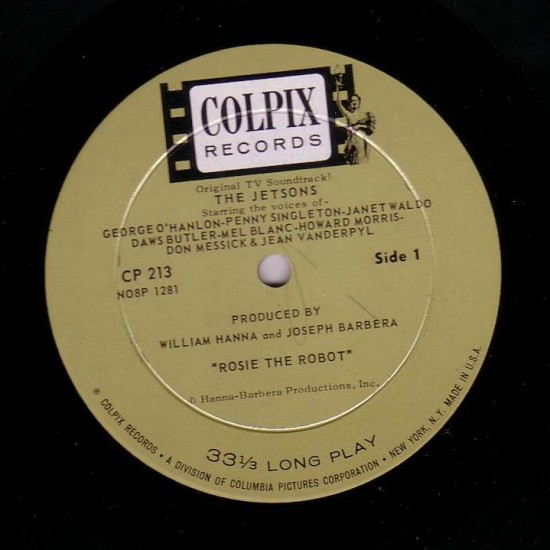 COLPIX
RECORDS
Original TV Soundtrack!
THE JETSONS
Starring the voices of-
GEORGE O'HANLON-PENNY SINGLETON-JANET WALDO
DAWS BUTLER-MEL BLANC-HOWARD MORRIS-
DON MESSICK & JEAN VANDERPYL
CP 213
NO8P 1281
Side 1
PRODUCED BY
WILLIAM HANNA and JOSEPH BARBERA
"ROSIE THE ROBOT"
© Hanna-Barbera Productions, Inc.
33⅓ LONG PLAY
® COLPIX RECORDS • A DIVISION OF COLUMBIA PICTURES CORPORATION • NEW YORK, N.Y. MADE IN U.S.A.